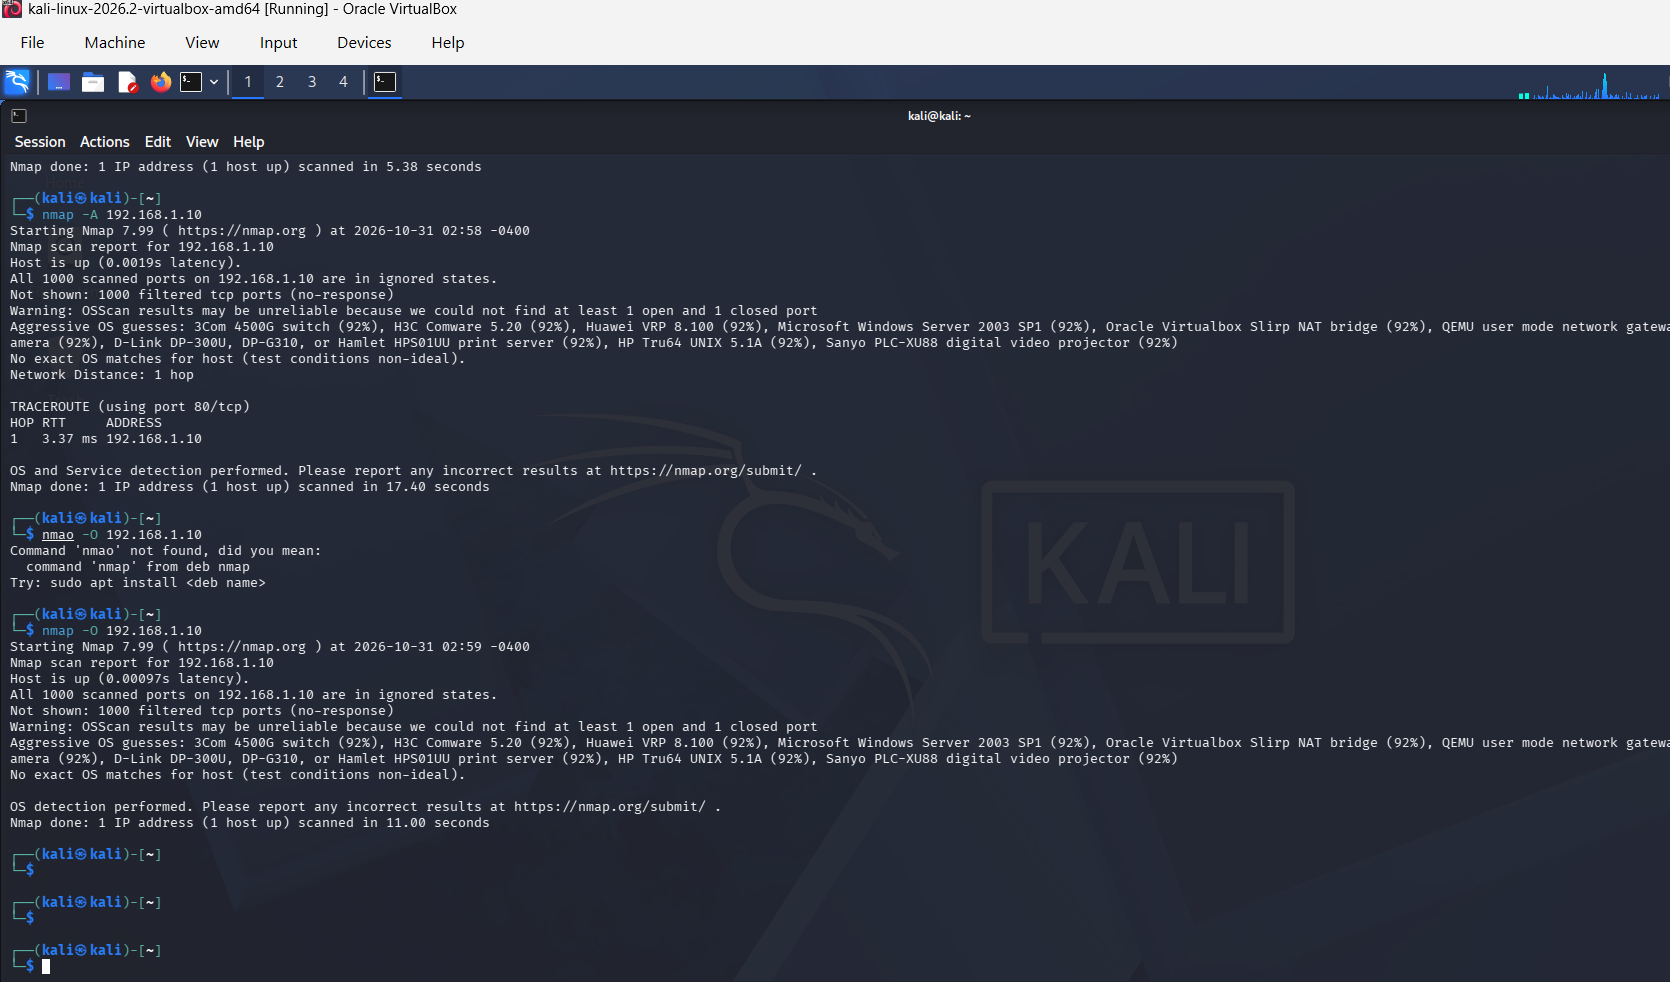 kali-linux-2026.2-virtualbox-amd64 [Running] - Oracle VirtualBox
File Machine View Input Devices Help
1 2 3 4
kali@kali: ~
Session Actions Edit View Help
Nmap done: 1 IP address (1 host up) scanned in 5.38 seconds
┌──(kali㉿kali)-[~]
└─$ nmap -A 192.168.1.10
Starting Nmap 7.99 ( https://nmap.org ) at 2026-10-31 02:58 -0400
Nmap scan report for 192.168.1.10
Host is up (0.0019s latency).
All 1000 scanned ports on 192.168.1.10 are in ignored states.
Not shown: 1000 filtered tcp ports (no-response)
Warning: OSScan results may be unreliable because we could not find at least 1 open and 1 closed port
Aggressive OS guesses: 3Com 4500G switch (92%), H3C Comware 5.20 (92%), Huawei VRP 8.100 (92%), Microsoft Windows Server 2003 SP1 (92%), Oracle Virtualbox Slirp NAT bridge (92%), QEMU user mode network gatewa
amera (92%), D-Link DP-300U, DP-G310, or Hamlet HPS01UU print server (92%), HP Tru64 UNIX 5.1A (92%), Sanyo PLC-XU88 digital video projector (92%)
No exact OS matches for host (test conditions non-ideal).
Network Distance: 1 hop
TRACEROUTE (using port 80/tcp)
HOP RTT ADDRESS
1 3.37 ms 192.168.1.10
OS and Service detection performed. Please report any incorrect results at https://nmap.org/submit/ .
Nmap done: 1 IP address (1 host up) scanned in 17.40 seconds
┌──(kali㉿kali)-[~]
└─$ nmao -O 192.168.1.10
Command 'nmao' not found, did you mean:
command 'nmap' from deb nmap
Try: sudo apt install <deb name>
┌──(kali㉿kali)-[~]
└─$ nmap -O 192.168.1.10
Starting Nmap 7.99 ( https://nmap.org ) at 2026-10-31 02:59 -0400
Nmap scan report for 192.168.1.10
Host is up (0.00097s latency).
All 1000 scanned ports on 192.168.1.10 are in ignored states.
Not shown: 1000 filtered tcp ports (no-response)
Warning: OSScan results may be unreliable because we could not find at least 1 open and 1 closed port
Aggressive OS guesses: 3Com 4500G switch (92%), H3C Comware 5.20 (92%), Huawei VRP 8.100 (92%), Microsoft Windows Server 2003 SP1 (92%), Oracle Virtualbox Slirp NAT bridge (92%), QEMU user mode network gatewa
amera (92%), D-Link DP-300U, DP-G310, or Hamlet HPS01UU print server (92%), HP Tru64 UNIX 5.1A (92%), Sanyo PLC-XU88 digital video projector (92%)
No exact OS matches for host (test conditions non-ideal).
OS detection performed. Please report any incorrect results at https://nmap.org/submit/ .
Nmap done: 1 IP address (1 host up) scanned in 11.00 seconds
┌──(kali㉿kali)-[~]
└─$
┌──(kali㉿kali)-[~]
└─$
┌──(kali㉿kali)-[~]
└─$
KALI